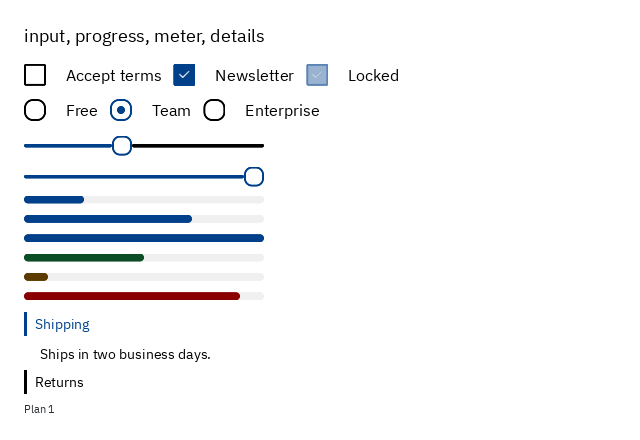 input, progress, meter, details
Accept terms Newsletter Locked
Free Team Enterprise
Shipping
Ships in two business days.
Returns
Plan 1